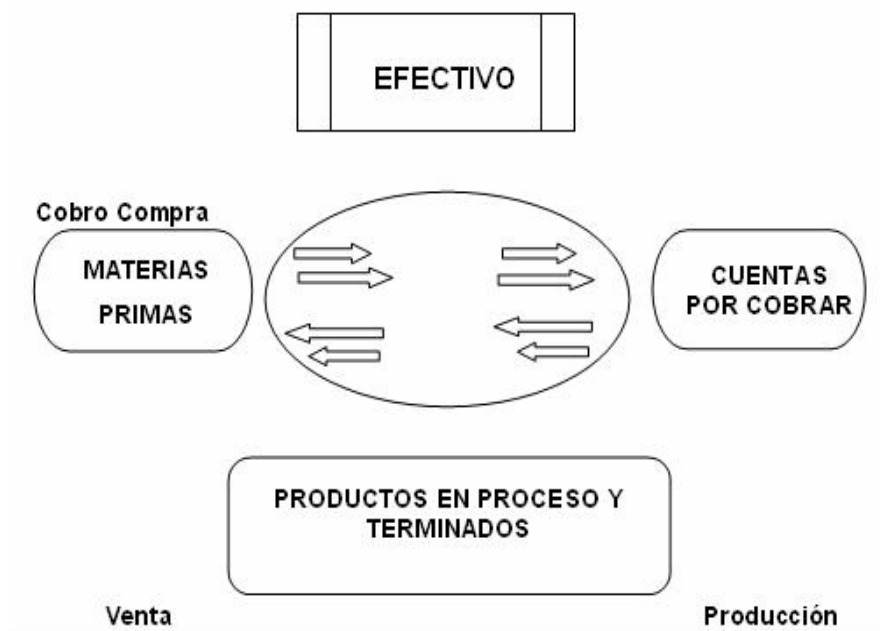 EFECTIVO
Cobro Compra
MATERIAS
PRIMAS
CUENTAS
POR COBRAR
PRODUCTOS EN PROCESO Y
TERMINADOS
Venta
Producción